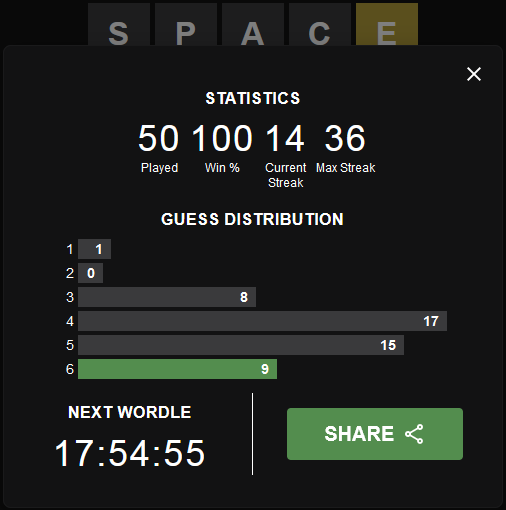 S P A C E
STATISTICS
50 100 14 36
Played Win % Current Streak Max Streak
GUESS DISTRIBUTION
1 1
2 0
3 8
4 17
5 15
6 9
NEXT WORDLE
17:54:55
SHARE